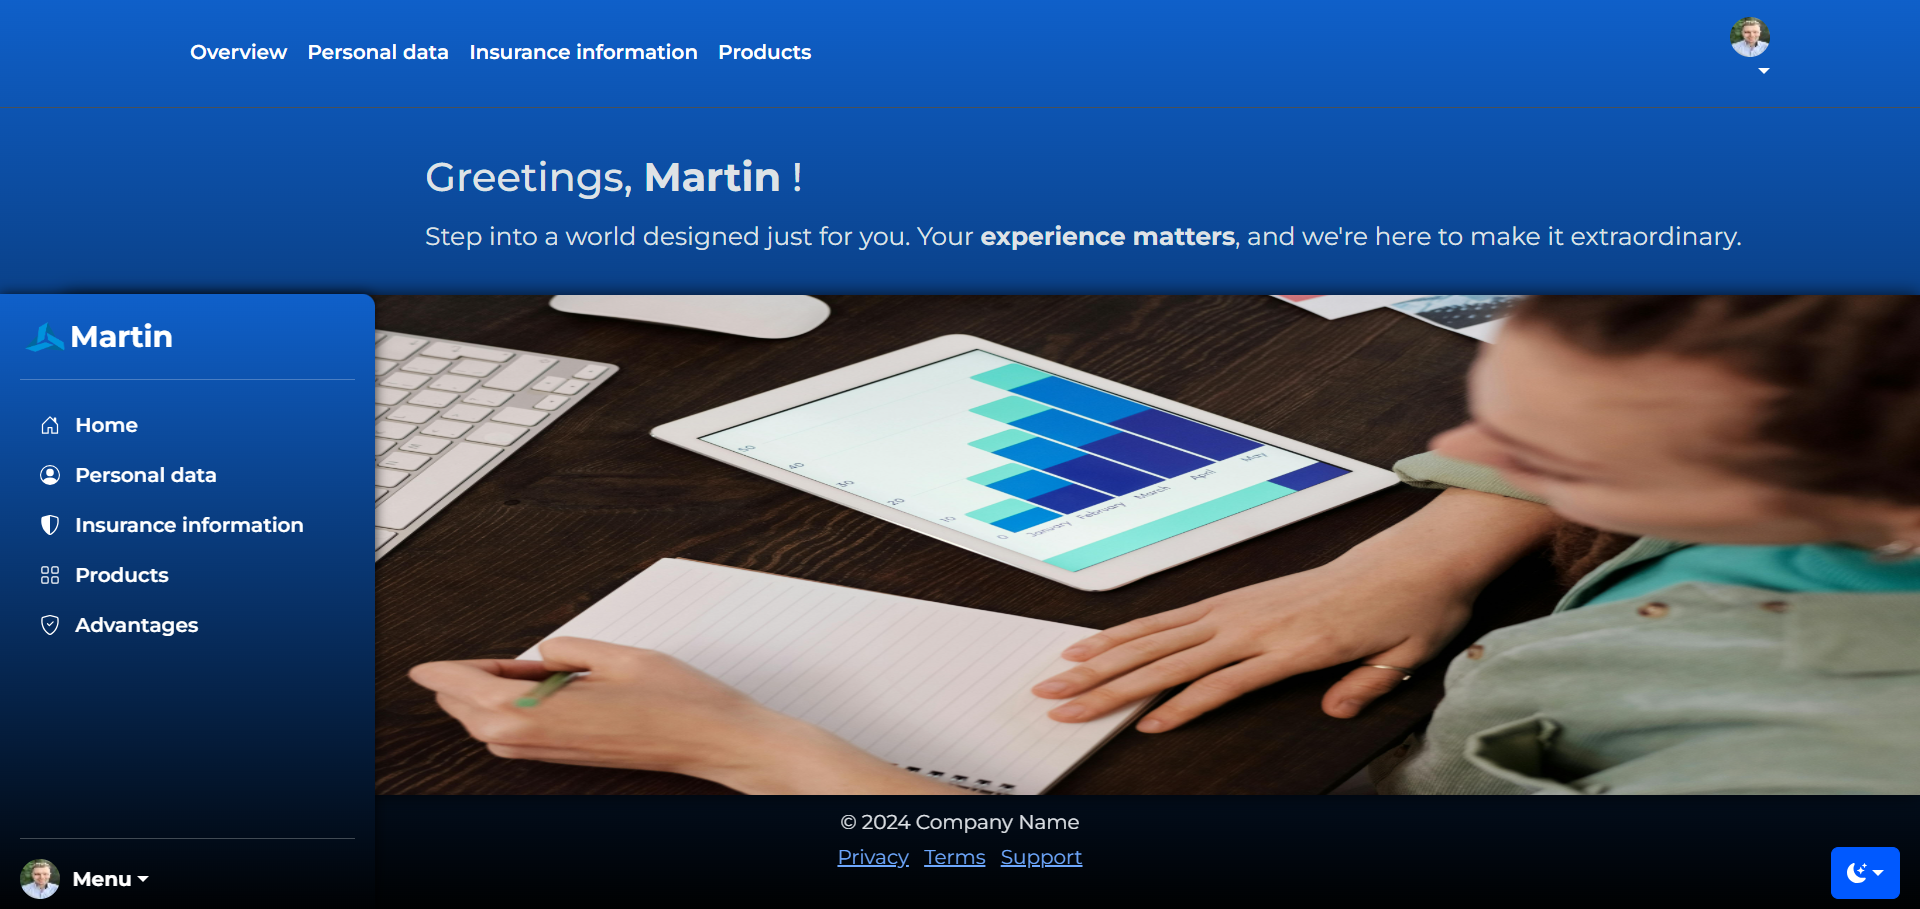 Overview Personal data Insurance information Products
Greetings, Martin !
Step into a world designed just for you. Your experience matters, and we're here to make it extraordinary.
Martin
Home
Personal data
Insurance information
Products
Advantages
Menu
50
40
30
20
10
0
January
February
March
April
May
© 2024 Company Name
Privacy Terms Support